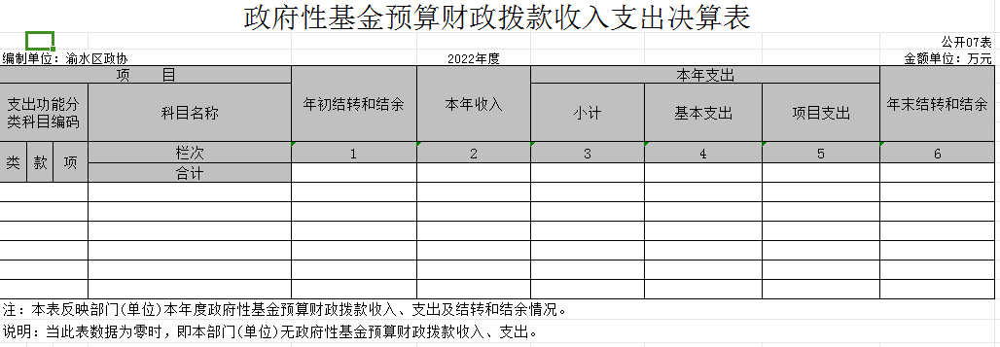 政府性基金预算财政拨款收入支出决算表
公开07表
编制单位：渝水区政协 2022年度 金额单位：万元
项 目 年初结转和结余 本年收入 本年支出 年末结转和结余
支出功能分类科目编码 科目名称 小计 基本支出 项目支出
类 款 项 栏次 1 2 3 4 5 6
合计
注：本表反映部门(单位)本年度政府性基金预算财政拨款收入、支出及结转和结余情况。
说明：当此表数据为零时，即本部门(单位)无政府性基金预算财政拨款收入、支出。